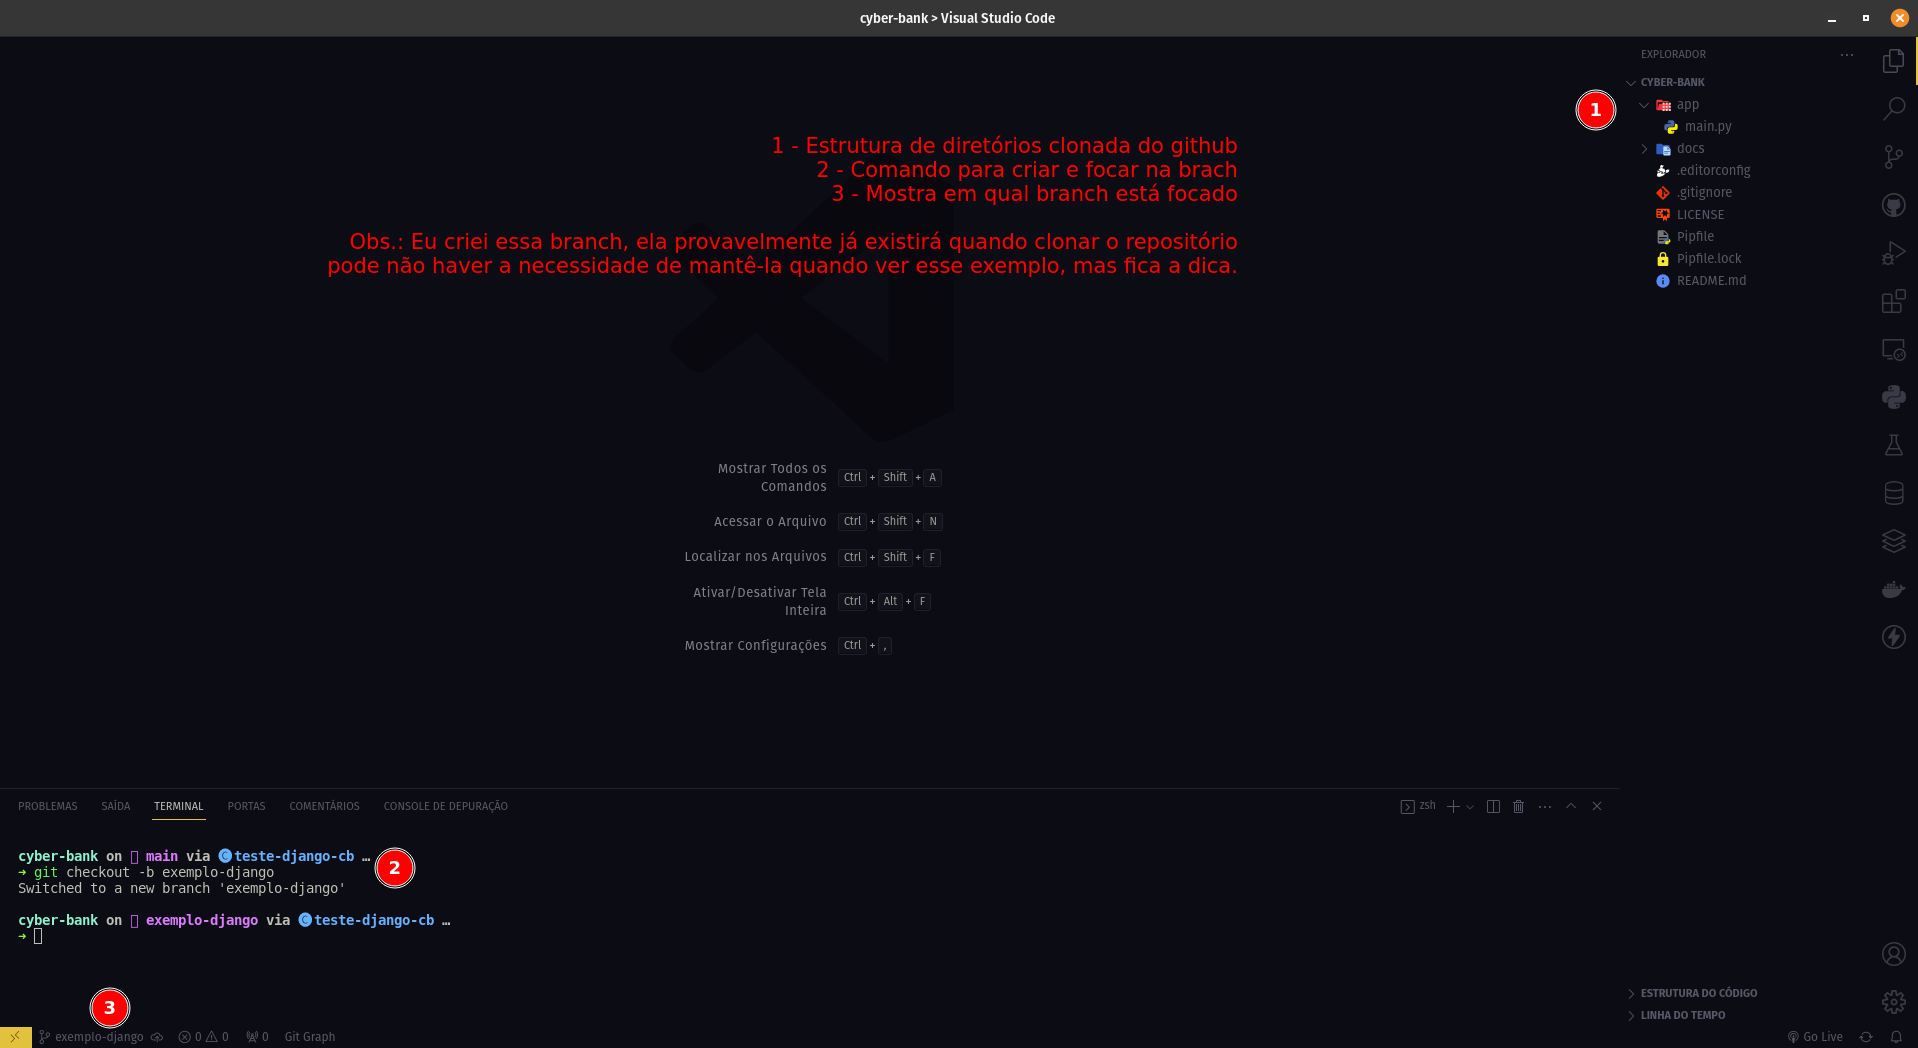 cyber-bank > Visual Studio Code
EXPLORADOR
CYBER-BANK
app
main.py
docs
.editorconfig
.gitignore
LICENSE
Pipfile
Pipfile.lock
README.md
1
1 - Estrutura de diretórios clonada do github
2 - Comando para criar e focar na brach
3 - Mostra em qual branch está focado
Obs.: Eu criei essa branch, ela provavelmente já existirá quando clonar o repositório
pode não haver a necessidade de mantê-la quando ver esse exemplo, mas fica a dica.
Mostrar Todos os
Comandos
Ctrl + Shift + A
Acessar o Arquivo Ctrl + Shift + N
Localizar nos Arquivos Ctrl + Shift + F
Ativar/Desativar Tela
Inteira
Ctrl + Alt + F
Mostrar Configurações Ctrl + ,
PROBLEMAS SAÍDA TERMINAL PORTAS COMENTÁRIOS CONSOLE DE DEPURAÇÃO
zsh
cyber-bank on main via ©teste-django-cb …
➜ git checkout -b exemplo-django
Switched to a new branch 'exemplo-django'
2
cyber-bank on exemplo-django via ©teste-django-cb …
➜
3
ESTRUTURA DO CÓDIGO
LINHA DO TEMPO
exemplo-django 0 0 0 Git Graph
Go Live